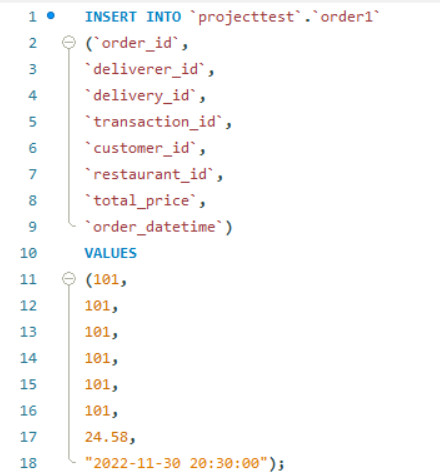 1 INSERT INTO `projecttest`.`order1`
2 (`order_id`,
3 `deliverer_id`,
4 `delivery_id`,
5 `transaction_id`,
6 `customer_id`,
7 `restaurant_id`,
8 `total_price`,
9 `order_datetime`)
10 VALUES
11 (101,
12 101,
13 101,
14 101,
15 101,
16 101,
17 24.58,
18 "2022-11-30 20:30:00");